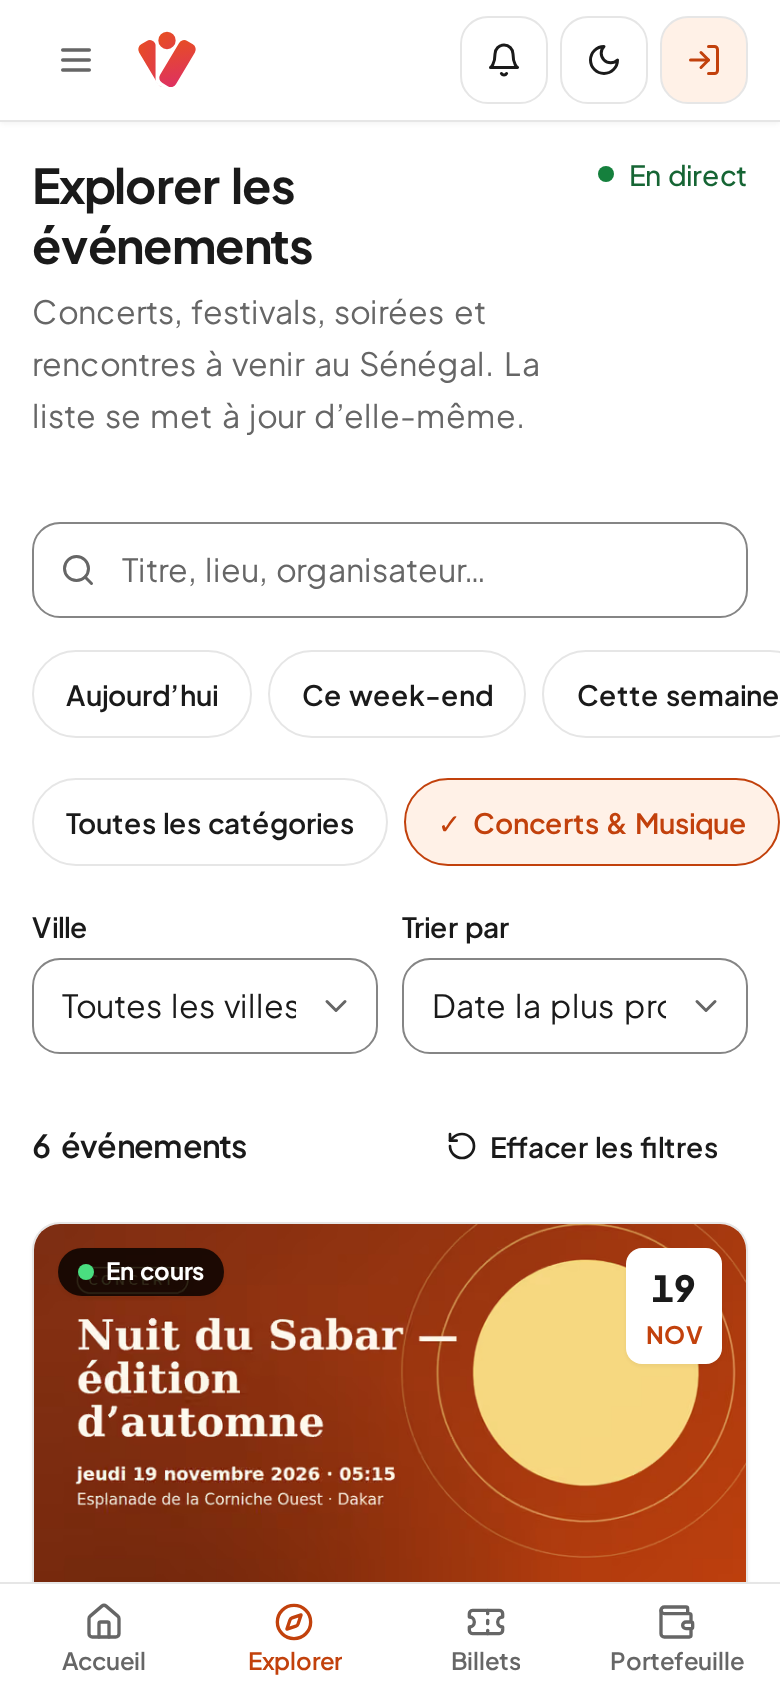 Explorer les
événements
En direct
Concerts, festivals, soirées et
rencontres à venir au Sénégal. La
liste se met à jour d’elle-même.
Titre, lieu, organisateur...
Aujourd’hui
Ce week-end
Cette semaine
Toutes les catégories
✓ Concerts & Musique
Ville
Trier par
Toutes les villes
Date la plus pro
6 événements
Effacer les filtres
En cours
19
NOV
Nuit du Sabar —
édition
d’automne
jeudi 19 novembre 2026 · 05:15
Esplanade de la Corniche Ouest · Dakar
Accueil
Explorer
Billets
Portefeuille